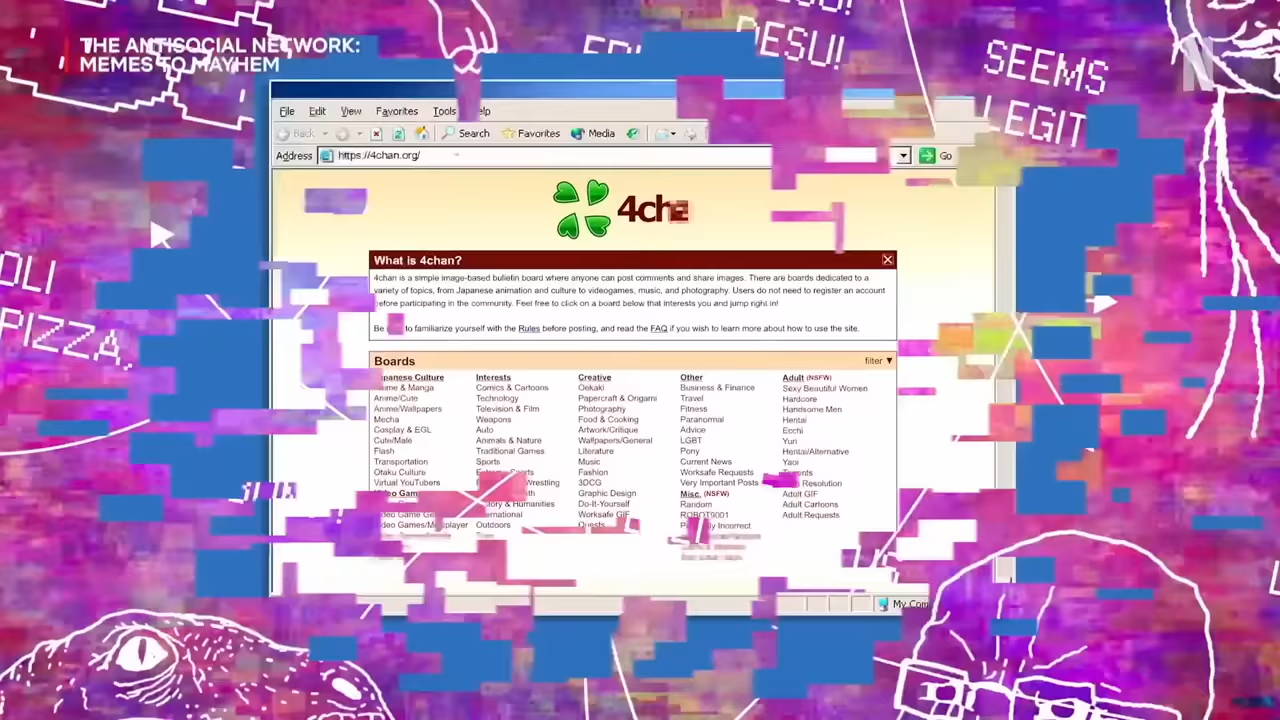 THE ANTISOCIAL NETWORK:
MEMES TO MAYHEM
N
DESU!
SEEMS
LEGIT
PIZZA.
File Edit View Favorites Tools
Back Search Favorites Media
Address https://4chan.org/ Go
4cha
What is 4chan?
4chan is a simple image-based bulletin board where anyone can post comments and share images. There are boards dedicated to a
variety of topics, from Japanese animation and culture to videogames, music, and photography. Users do not need to register an account
before participating in the community. Feel free to click on a board below that interests you and jump right in!
Be to familiarize yourself with the Rules before posting, and read the FAQ if you wish to learn more about how to use the site.
Boards filter ▼
Japanese Culture
Anime & Manga
Anime/Cute
Anime/Wallpapers
Mecha
Cosplay & EGL
Cute/Male
Flash
Transportation
Otaku Culture
Virtual YouTubers
Video Games
Video Games/Multiplayer
Interests
Comics & Cartoons
Technology
Television & Film
Weapons
Auto
Animals & Nature
Traditional Games
Sports
Extreme Sports
Wrestling
History & Humanities
International
Outdoors
Creative
Oekaki
Papercraft & Origami
Photography
Food & Cooking
Artwork/Critique
Wallpapers/General
Literature
Music
Fashion
3DCG
Graphic Design
Do-It-Yourself
Worksafe GIF
Quests
Other
Business & Finance
Travel
Fitness
Paranormal
Advice
LGBT
Pony
Current News
Worksafe Requests
Very Important Posts
Misc. (NSFW)
Random
ROBOT9001
Incorrect
Adult (NSFW)
Sexy Beautiful Women
Hardcore
Handsome Men
Hentai
Ecchi
Yuri
Hentai/Alternative
Yaoi
Torrents
Resolution
Adult GIF
Adult Cartoons
Adult Requests
My Com